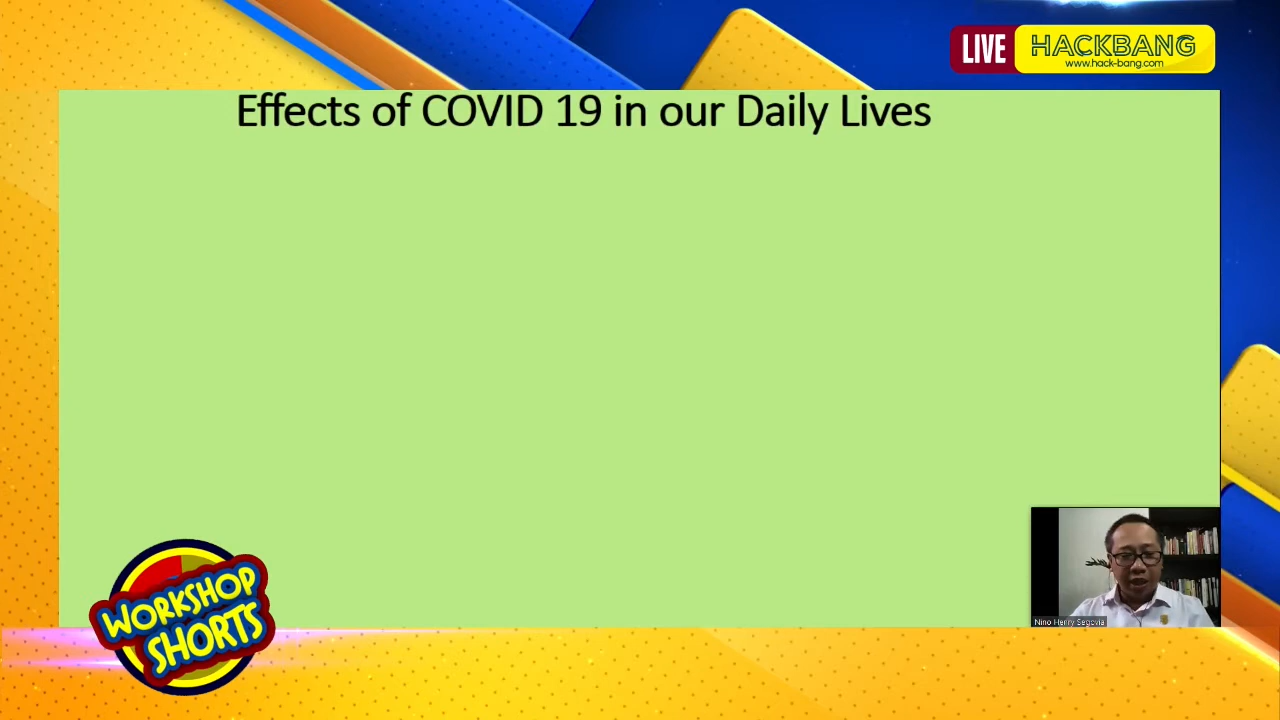 LIVE
HACKBANG
www.hack-bang.com
Effects of COVID 19 in our Daily Lives
WORKSHOP
SHORTS
Nino Henry Segovia